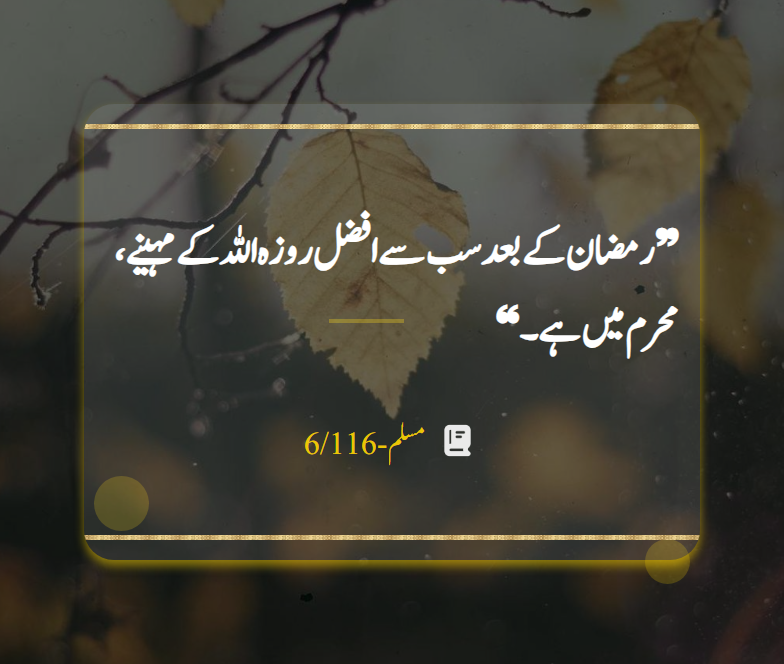 ”رمضان کے بعد سب سے افضل روزہ اللہ کے مہینے،
محرم میں ہے۔“
مسلم-6/116